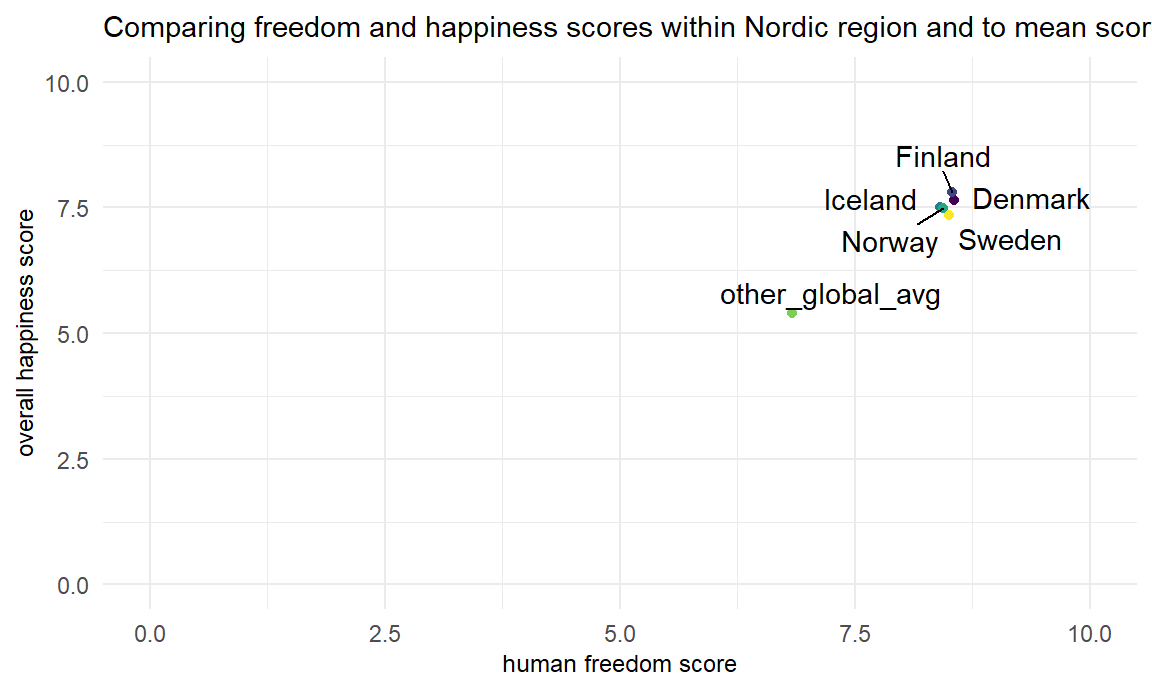 Comparing freedom and happiness scores within Nordic region and to mean scor
10.0
7.5
5.0
2.5
0.0
overall happiness score
Finland
Iceland
Denmark
Norway
Sweden
other_global_avg
0.0 2.5 5.0 7.5 10.0
human freedom score